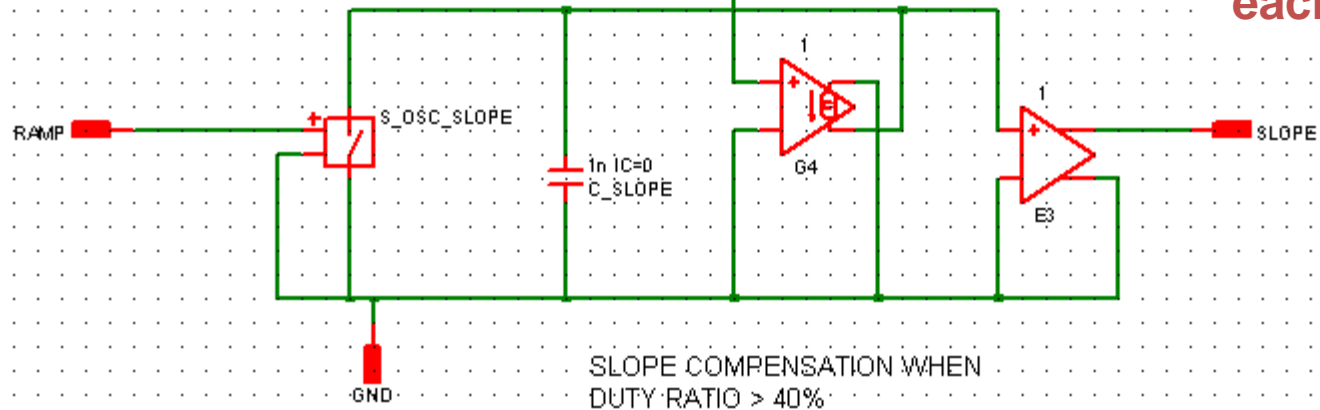 each
1
S_OSC_SLOPE
RAMP
1
SLOPE
1n IC=0
C_SLOPE
G4
E3
SLOPE COMPENSATION WHEN
GND
DUTY RATIO > 40%